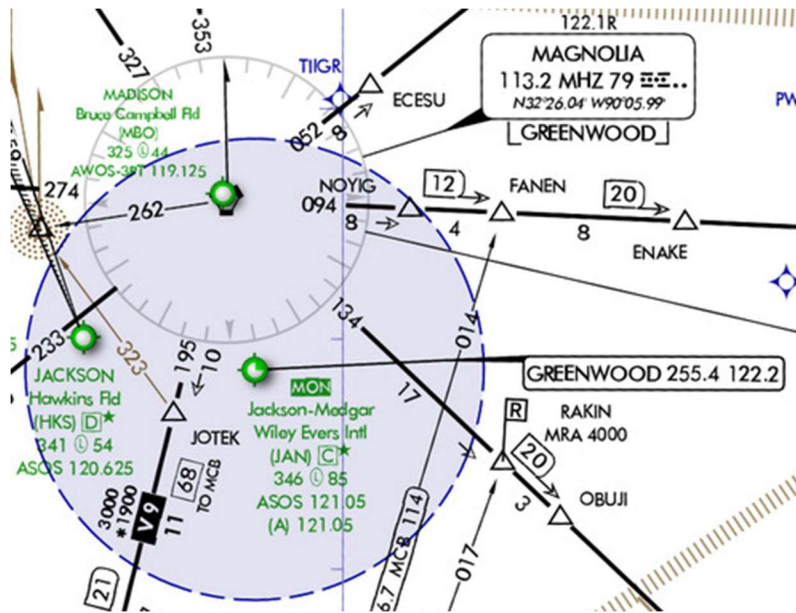 122.1R
353
327
TIIGR
MAGNOLIA
113.2 MHZ 79
N32°26.04' W90°05.99'
GREENWOOD
PW
MADISON
Bruce Campbell Fld
(MBO)
325 L 44
AWOS-3PT 119.125
ECESU
052
8
274
262
NOYIG
094
8
12
FANEN
4
20
8
ENAKE
134
014
233
323
195
10
17
GREENWOOD 255.4 122.2
5
JACKSON
Hawkins Fld
(HKS) D★
341 L 54
ASOS 120.625
JOTEK
MON
Jackson-Medgar
Wiley Evers Intl
(JAN) C★
346 L 85
ASOS 121.05
(A) 121.05
R
RAKIN
MRA 4000
20
3
OBUJI
68
TO MCB
3000
*1900
V9
11
21
6.7 MCB 114
017